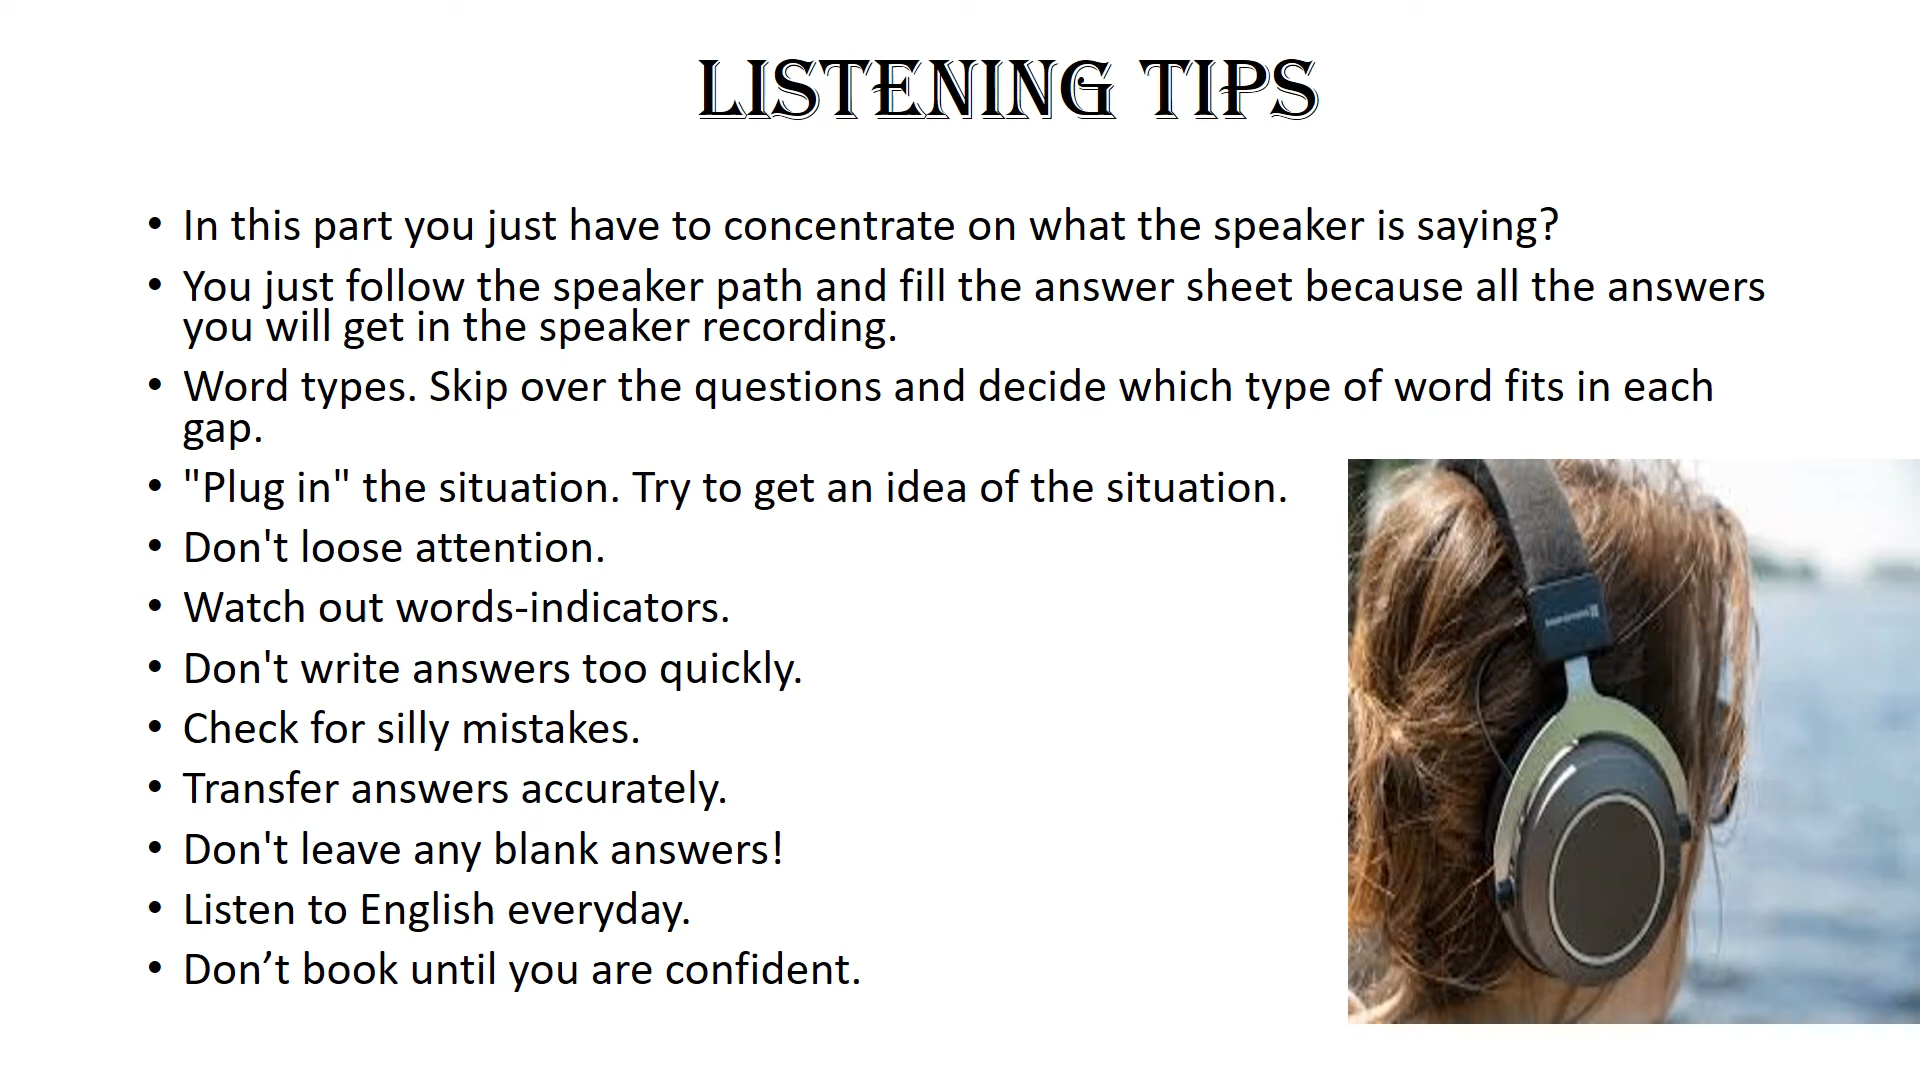 LISTENING TIPS
• In this part you just have to concentrate on what the speaker is saying?
• You just follow the speaker path and fill the answer sheet because all the answers
you will get in the speaker recording.
• Word types. Skip over the questions and decide which type of word fits in each
gap.
• "Plug in" the situation. Try to get an idea of the situation.
• Don't loose attention.
• Watch out words-indicators.
• Don't write answers too quickly.
• Check for silly mistakes.
• Transfer answers accurately.
• Don't leave any blank answers!
• Listen to English everyday.
• Don’t book until you are confident.